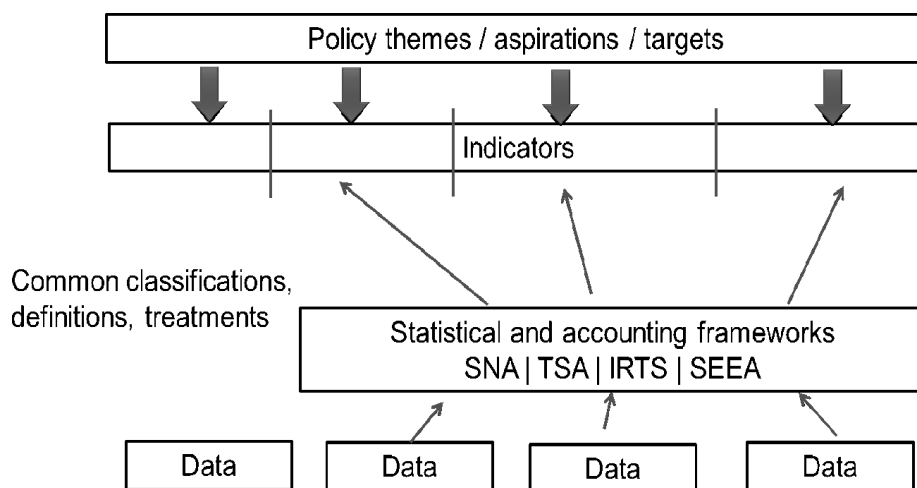 Policy themes / aspirations / targets
Indicators
Common classifications,
definitions, treatments
Statistical and accounting frameworks
SNA | TSA | IRTS | SEEA
Data
Data
Data
Data